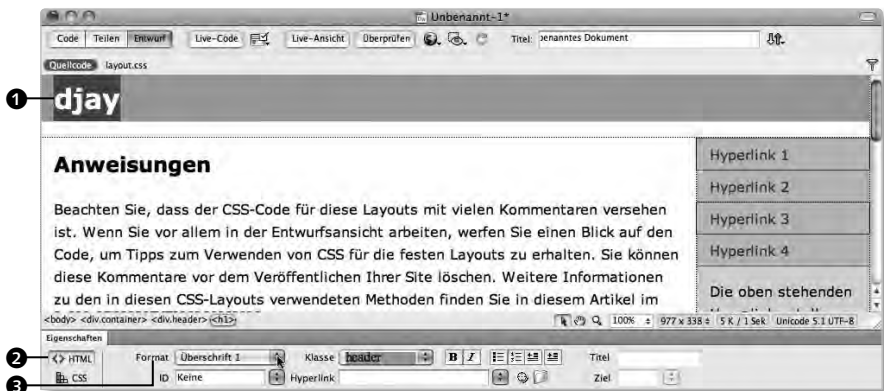 Unbenannt-1*
Code Teilen Entwurf Live-Code Live-Ansicht Überprüfen Titel: benanntes Dokument
Quellcode layout.css
1
djay
Anweisungen
Beachten Sie, dass der CSS-Code für diese Layouts mit vielen Kommentaren versehen
ist. Wenn Sie vor allem in der Entwurfsansicht arbeiten, werfen Sie einen Blick auf den
Code, um Tipps zum Verwenden von CSS für die festen Layouts zu erhalten. Sie können
diese Kommentare vor dem Veröffentlichen Ihrer Site löschen. Weitere Informationen
zu den in diesen CSS-Layouts verwendeten Methoden finden Sie in diesem Artikel im
Hyperlink 1
Hyperlink 2
Hyperlink 3
Hyperlink 4
Die oben stehenden
<body> <div.container> <div.header> <h1> 100% 977 x 338 5 K / 1 Sek Unicode 5.1 UTF-8
Eigenschaften
2 <> HTML Format Überschrift 1 Klasse header B I Titel
3 CSS ID Keine Hyperlink Ziel